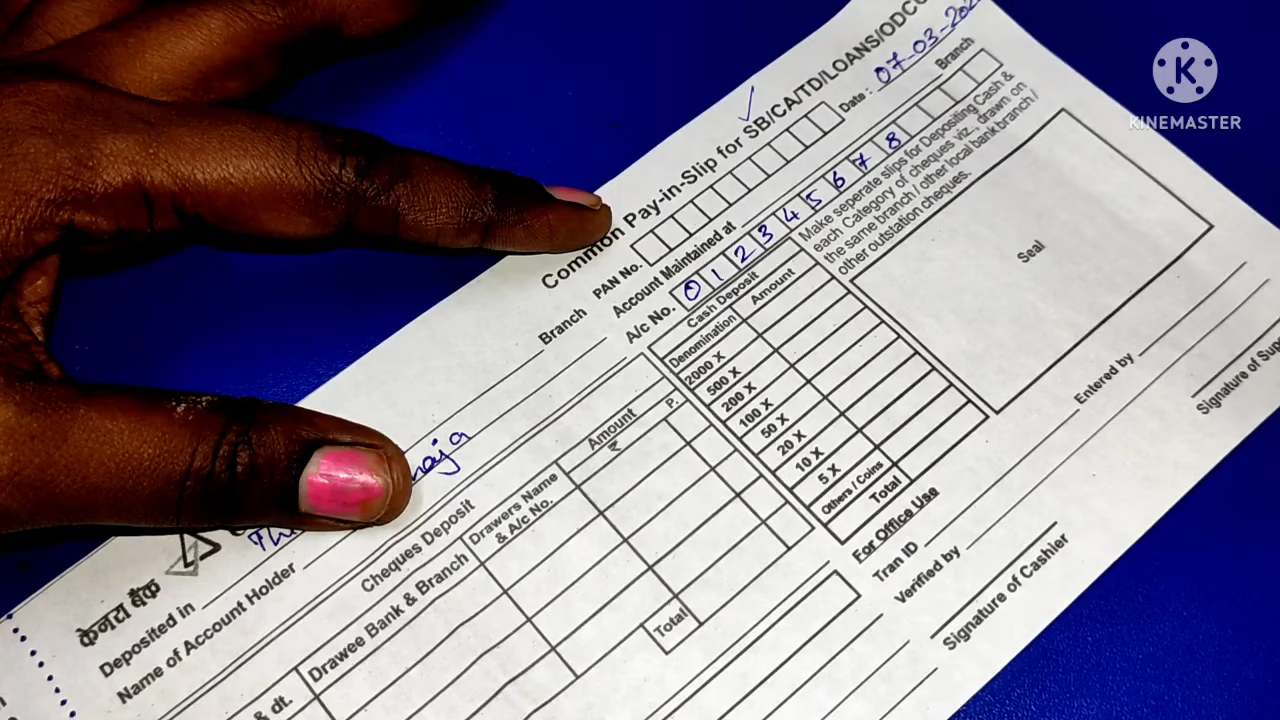 KINEMASTER
Common Pay-in-Slip for SB/CA/TD/LOANS/ODCC
PAN No. Date : 07-03-
Account Maintained at Branch
A/c No. 012345678
Branch
केनरा बैंक
Deposited in
Name of Account Holder
Cash Deposit
Denomination Amount
2000 X
500 X
200 X
100 X
50 X
20 X
10 X
5 X
Others / Coins
Total
Make seperate slips for Depositing Cash &
each Category of cheques viz., drawn on
the same branch / other local bank branch /
other outstation cheques.
Seal
Cheques Deposit
Drawee Bank & Branch
Drawers Name
& A/c No.
Amount
₹ P.
Total
& dt.
For Office Use
Tran ID Entered by
Verified by
Signature of Cashier
Signature of